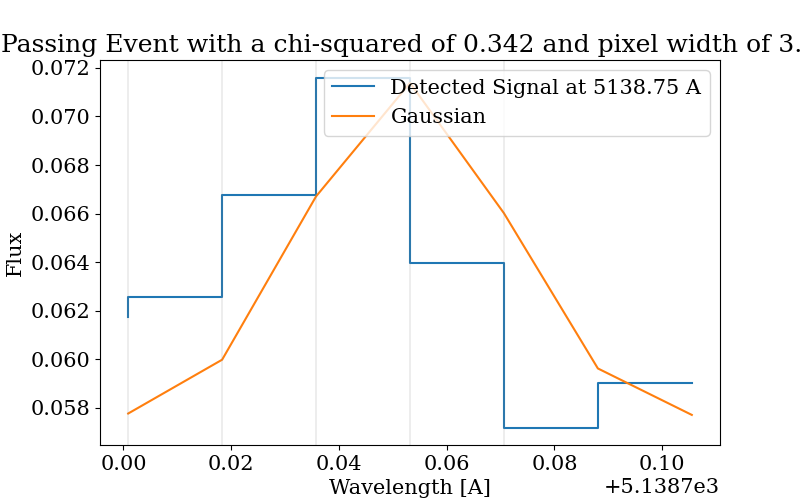 Passing Event with a chi-squared of 0.342 and pixel width of 3.
Detected Signal at 5138.75 A
Gaussian
Flux
0.072
0.070
0.068
0.066
0.064
0.062
0.060
0.058
0.00 0.02 0.04 0.06 0.08 0.10
Wavelength [A]
+5.1387e3